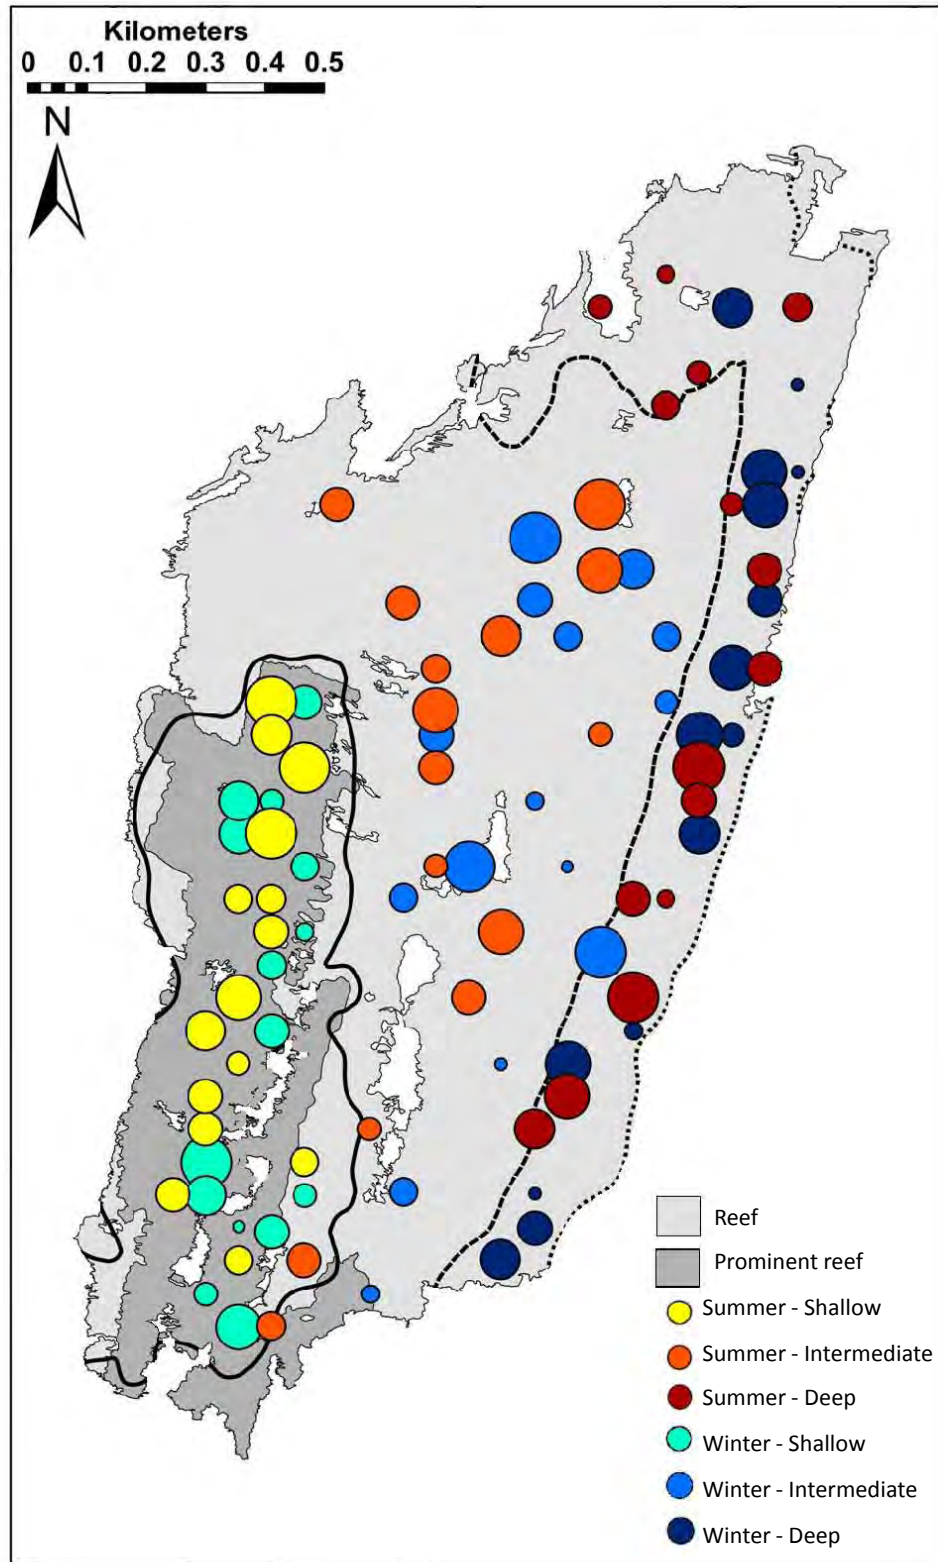 Kilometers
0 0.1 0.2 0.3 0.4 0.5
N
Reef
Prominent reef
Summer - Shallow
Summer - Intermediate
Summer - Deep
Winter - Shallow
Winter - Intermediate
Winter - Deep